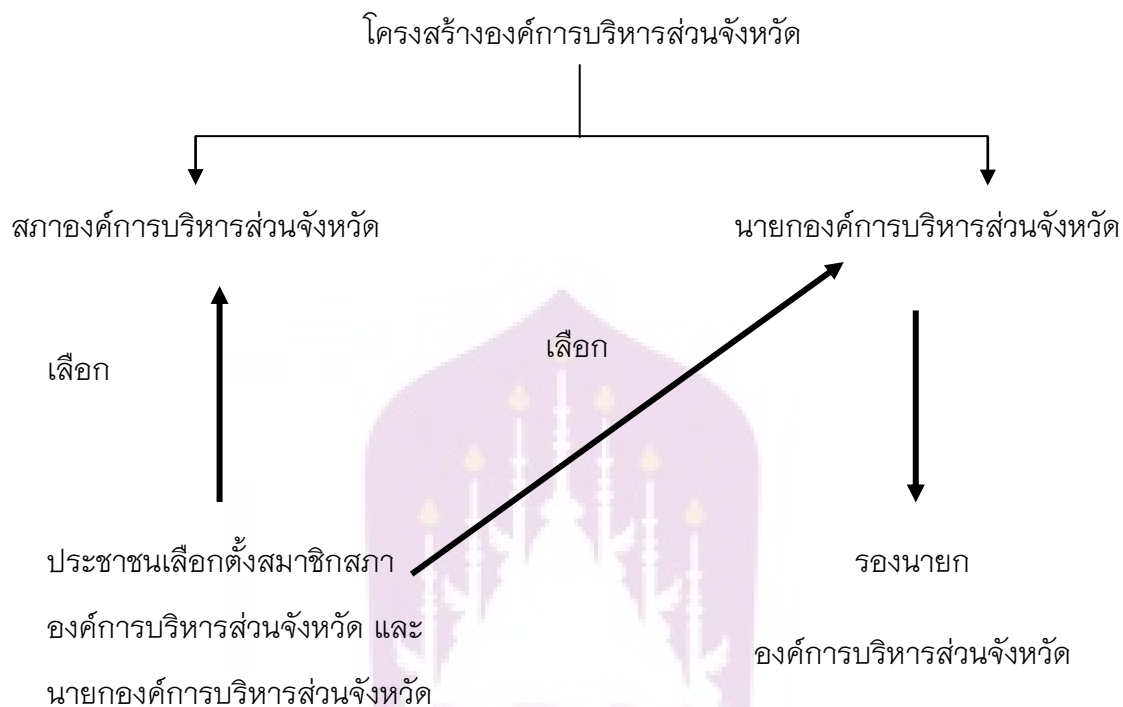 โครงสร้างองค์การบริหารส่วนจังหวัด
สภาองค์การบริหารส่วนจังหวัด
นายกองค์การบริหารส่วนจังหวัด
เลือก
เลือก
ประชาชนเลือกตั้งสมาชิกสภา
องค์การบริหารส่วนจังหวัด และ
นายกองค์การบริหารส่วนจังหวัด
รองนายก
องค์การบริหารส่วนจังหวัด